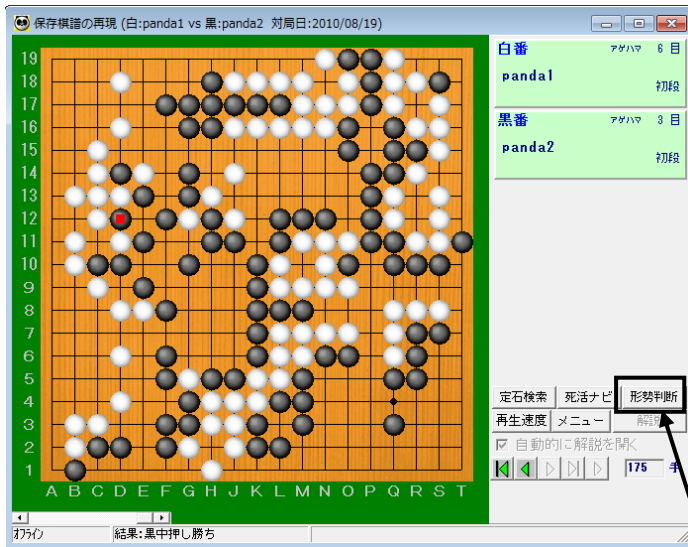 保存棋譜の再現 (白:panda1 vs 黒:panda2 対局日:2010/08/19)
白番 アゲハマ 6 目
panda1
初段
黒番 アゲハマ 3 目
panda2
初段
19
18
17
16
15
14
13
12
11
10
9
8
7
6
5
4
3
2
1
A B C D E F G H J K L M N O P Q R S T
定石検索 死活ナビ 形勢判断
再生速度 メニュー 解説
自動的に解説を開く
175 手
オフライン 結果:黒中押し勝ち